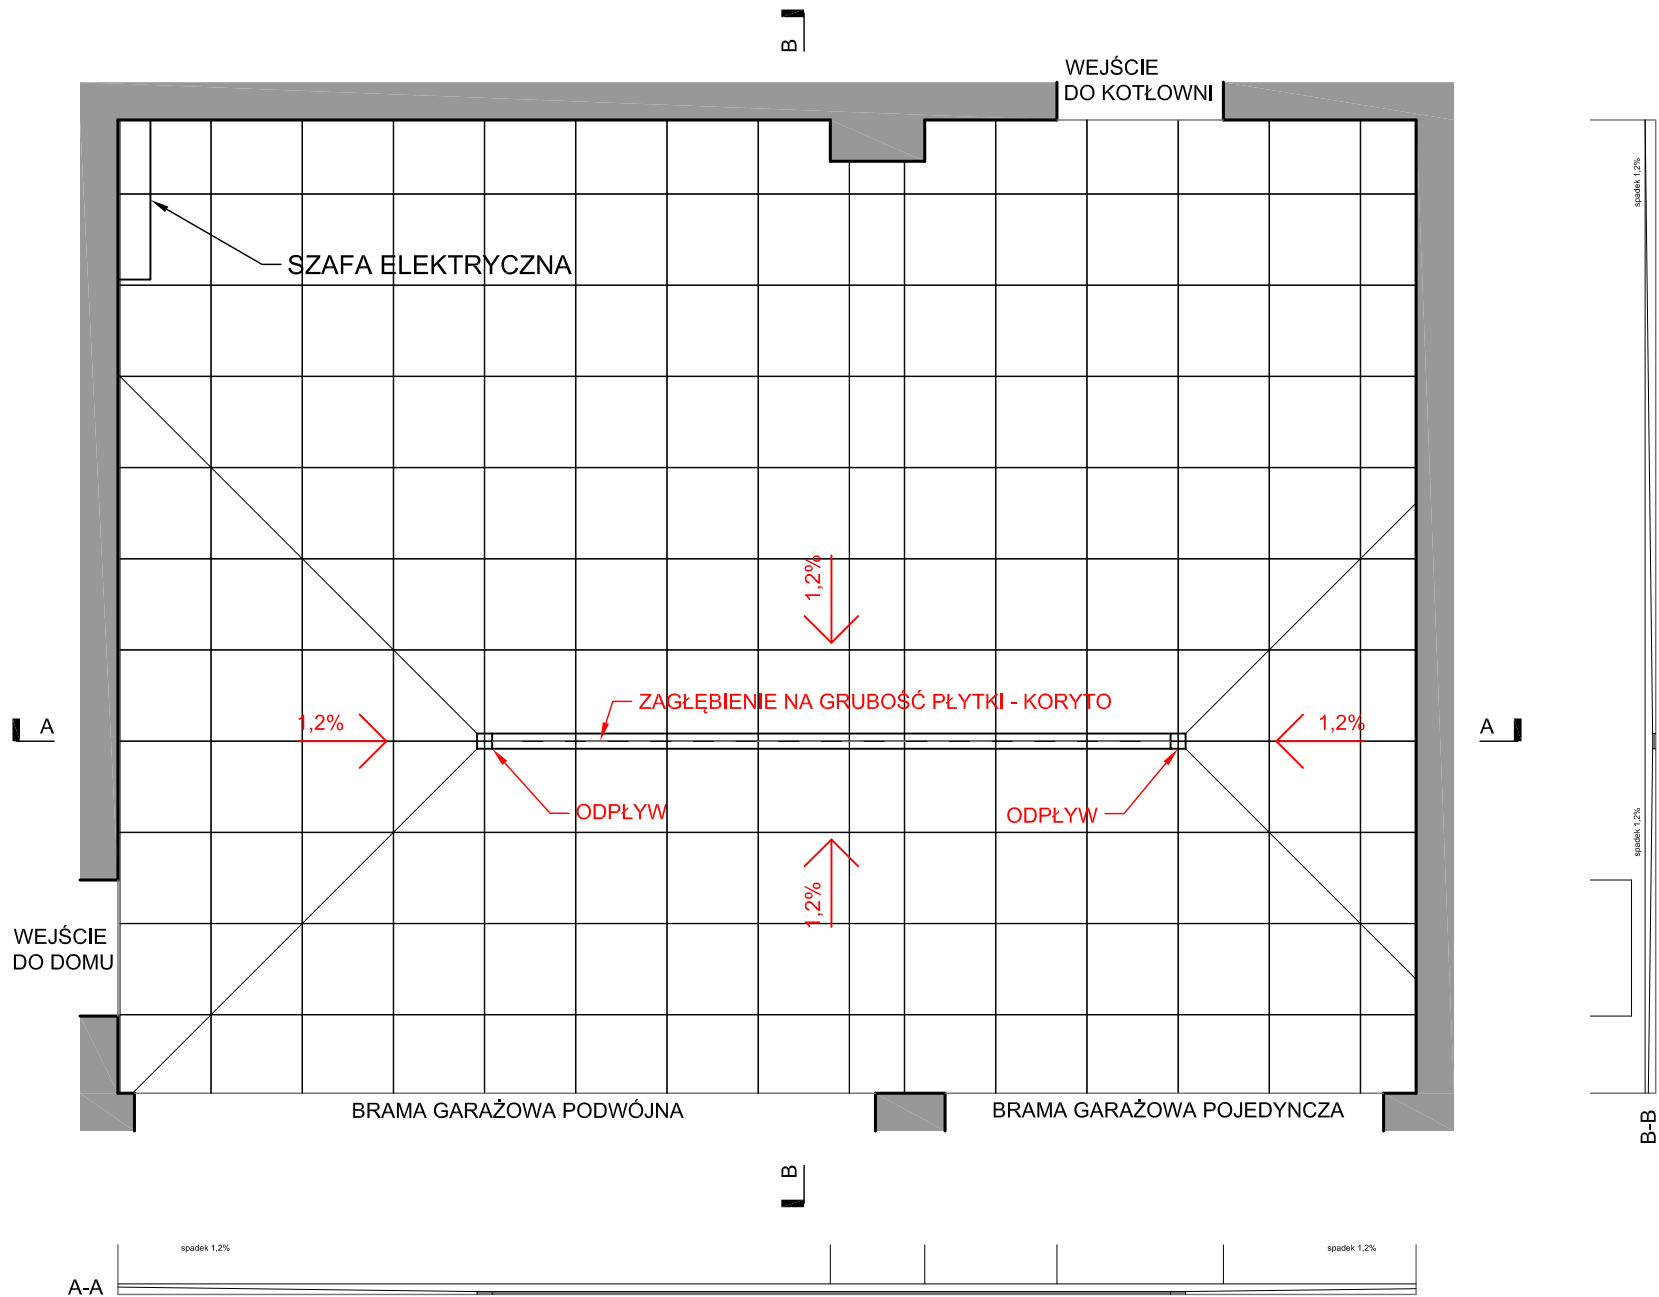 B
WEJŚCIE
DO KOTŁOWNI
spadek 1,2%
SZAFA ELEKTRYCZNA
1,2%
ZAGŁĘBIENIE NA GRUBOŚĆ PŁYTKI - KORYTO
A
1,2%
1,2%
A
ODPŁYW
ODPŁYW
spadek 1,2%
1,2%
WEJŚCIE
DO DOMU
BRAMA GARAŻOWA PODWÓJNA
BRAMA GARAŻOWA POJEDYNCZA
B-B
B
spadek 1,2%
spadek 1,2%
A-A